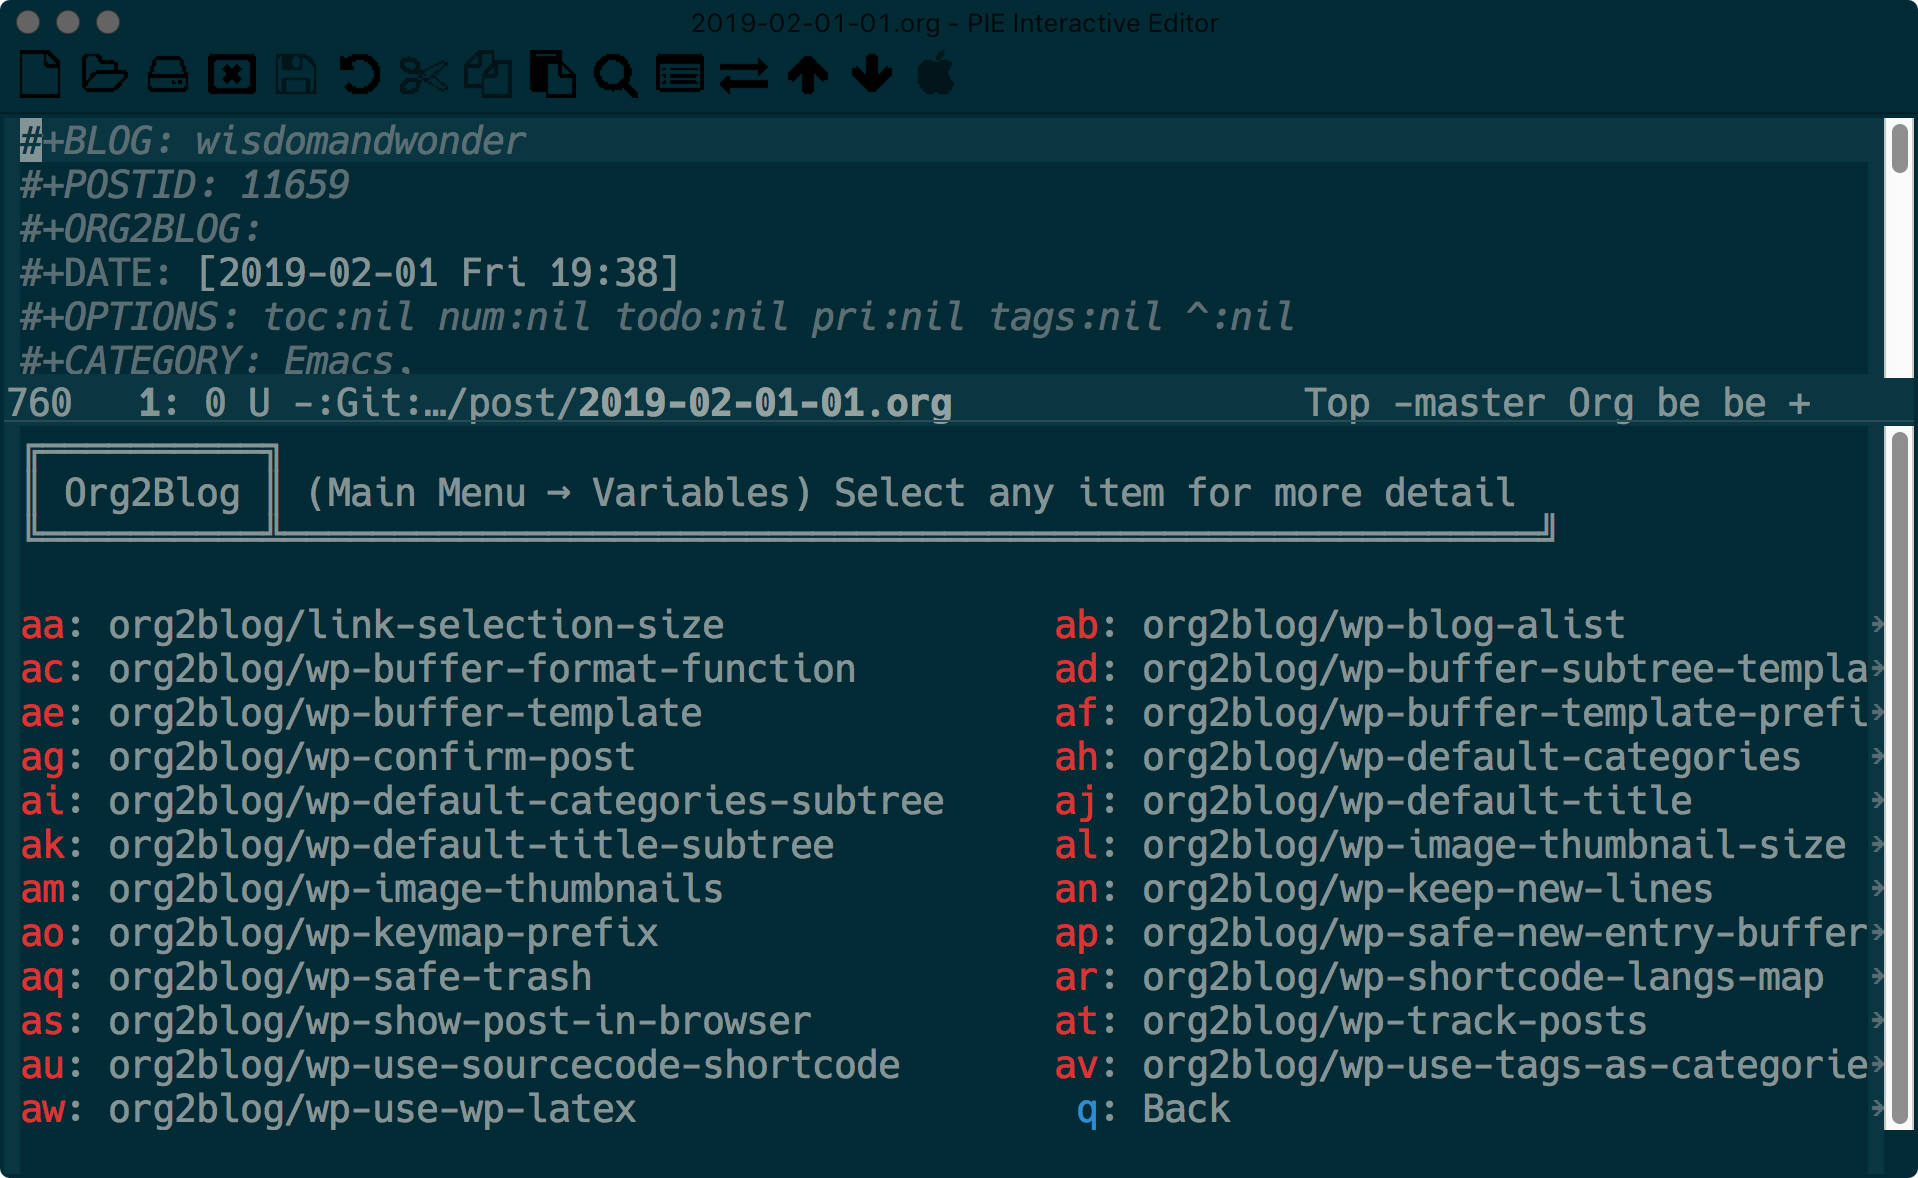 2019-02-01-01.org - PIE Interactive Editor
#+BLOG: wisdomandwonder
#+POSTID: 11659
#+ORG2BLOG:
#+DATE: [2019-02-01 Fri 19:38]
#+OPTIONS: toc:nil num:nil todo:nil pri:nil tags:nil ^:nil
#+CATEGORY: Emacs,
760 1: 0 U -:Git:…/post/2019-02-01-01.org Top -master Org be be +
Org2Blog (Main Menu → Variables) Select any item for more detail
aa: org2blog/link-selection-size ab: org2blog/wp-blog-alist
ac: org2blog/wp-buffer-format-function ad: org2blog/wp-buffer-subtree-templa
ae: org2blog/wp-buffer-template af: org2blog/wp-buffer-template-prefi
ag: org2blog/wp-confirm-post ah: org2blog/wp-default-categories
ai: org2blog/wp-default-categories-subtree aj: org2blog/wp-default-title
ak: org2blog/wp-default-title-subtree al: org2blog/wp-image-thumbnail-size
am: org2blog/wp-image-thumbnails an: org2blog/wp-keep-new-lines
ao: org2blog/wp-keymap-prefix ap: org2blog/wp-safe-new-entry-buffer
aq: org2blog/wp-safe-trash ar: org2blog/wp-shortcode-langs-map
as: org2blog/wp-show-post-in-browser at: org2blog/wp-track-posts
au: org2blog/wp-use-sourcecode-shortcode av: org2blog/wp-use-tags-as-categorie
aw: org2blog/wp-use-wp-latex q: Back